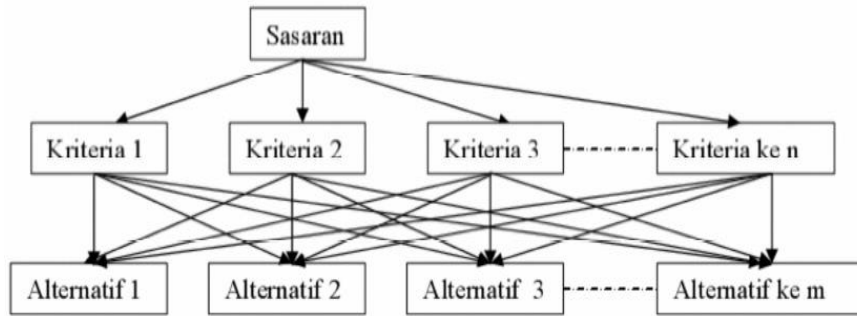 Sasaran
Kriteria 1 Kriteria 2 Kriteria 3 Kriteria ke n
Alternatif 1 Alternatif 2 Alternatif 3 Alternatif ke m